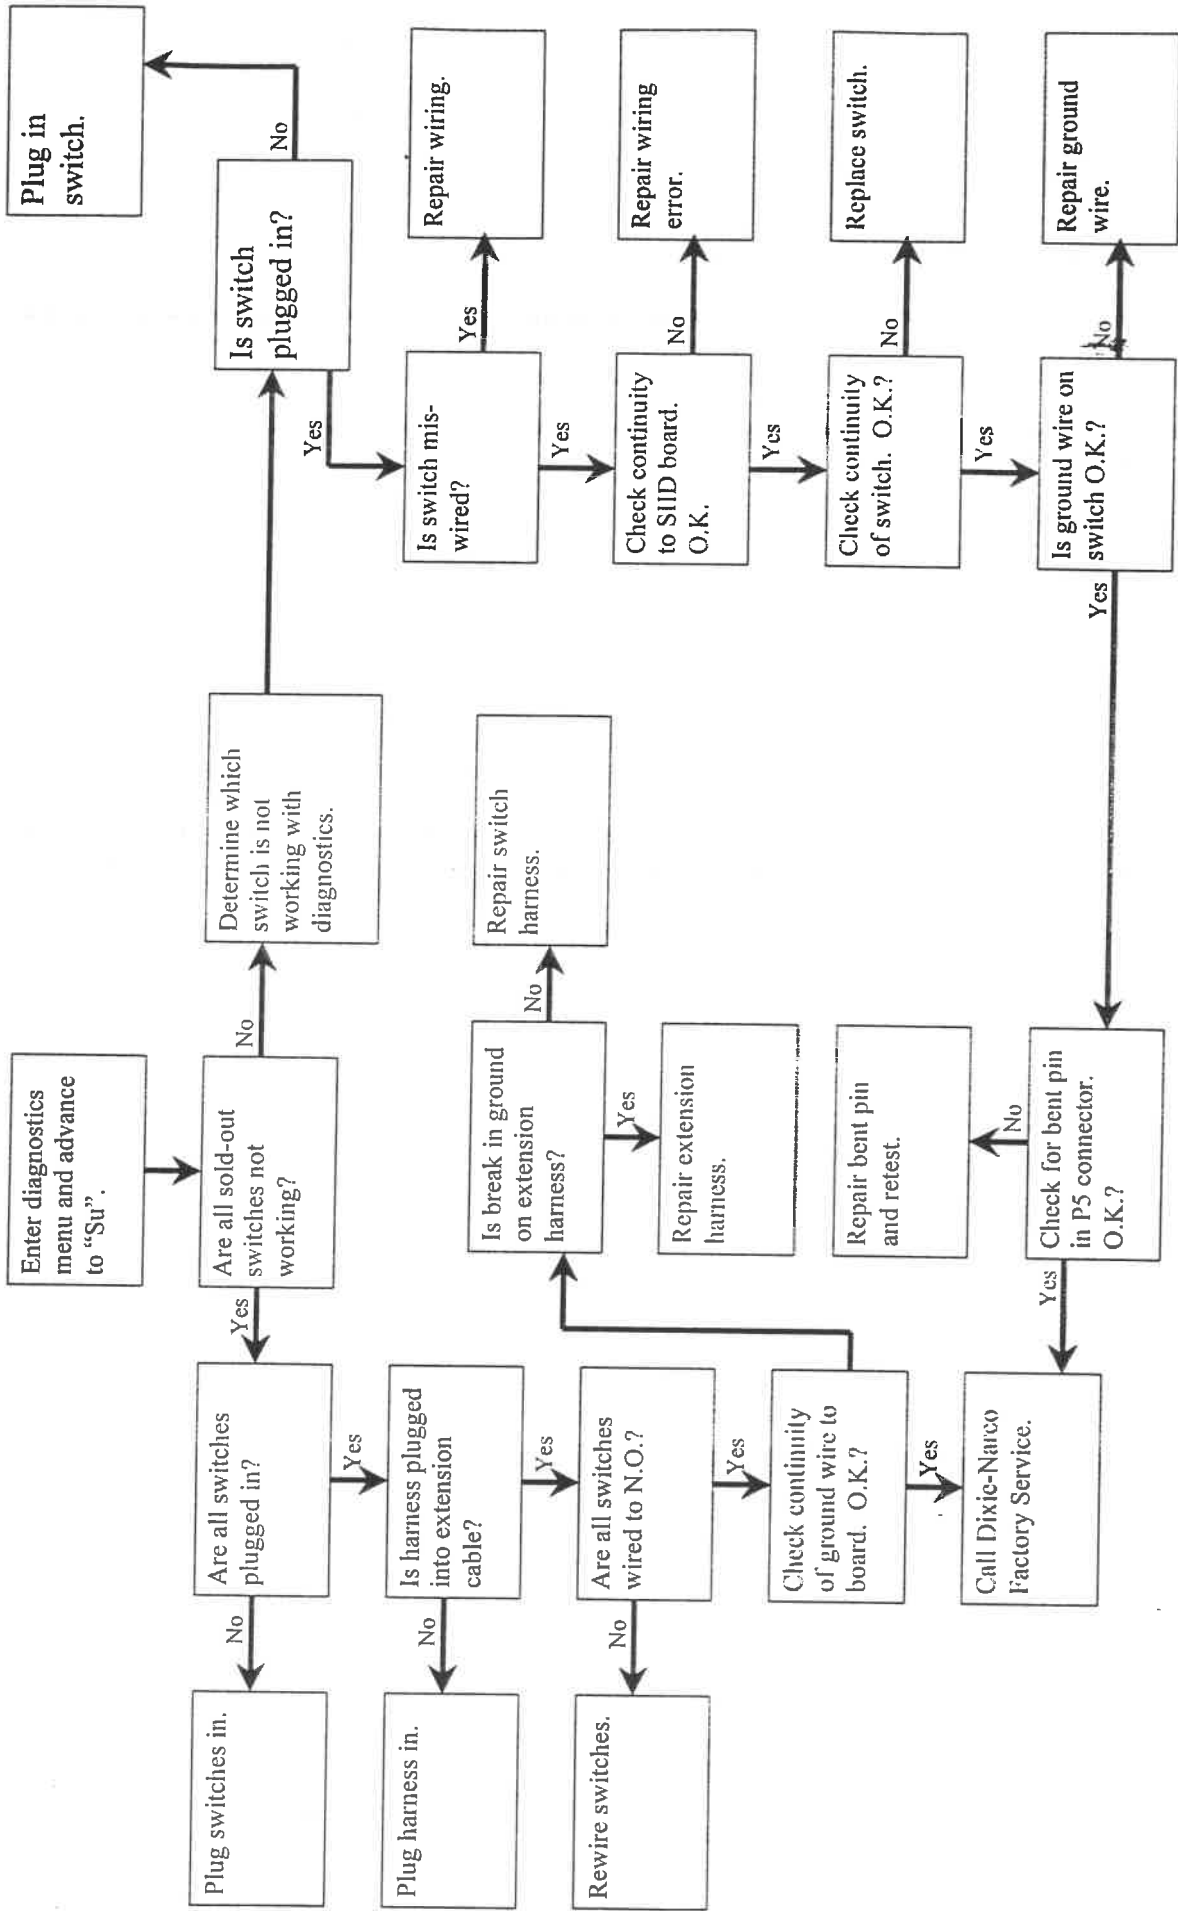 Enter diagnostics
menu and advance
to “Su”.
Are all sold-out
switches not
working?
Yes
No
Are all switches
plugged in?
No
Plug switches in.
Yes
Is harness plugged
into extension
cable?
No
Plug harness in.
Yes
Are all switches
wired to N.O.?
No
Rewire switches.
Yes
Check continuity
of ground wire to
board. O.K.?
Yes
Call Dixie-Narco
Factory Service.
Is break in ground
on extension
harness?
No
Repair switch
harness.
Yes
Repair extension
harness.
Determine which
switch is not
working with
diagnostics.
Is switch
plugged in?
No
Plug in
switch.
Yes
Is switch mis-
wired?
Yes
Repair wiring.
Yes
Check continuity
to SIID board.
O.K.
No
Repair wiring
error.
Yes
Check continuity
of switch. O.K.?
No
Replace switch.
Yes
Is ground wire on
switch O.K.?
No
Repair ground
wire.
Yes
Check for bent pin
in P5 connector.
O.K.?
No
Repair bent pin
and retest.
Yes